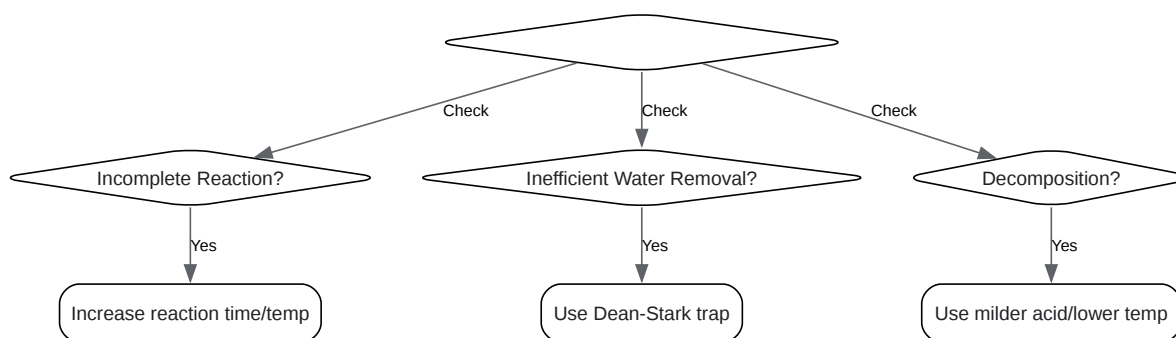 Check
Check
Check
Incomplete Reaction?
Inefficient Water Removal?
Decomposition?
Yes
Yes
Yes
Increase reaction time/temp
Use Dean-Stark trap
Use milder acid/lower temp